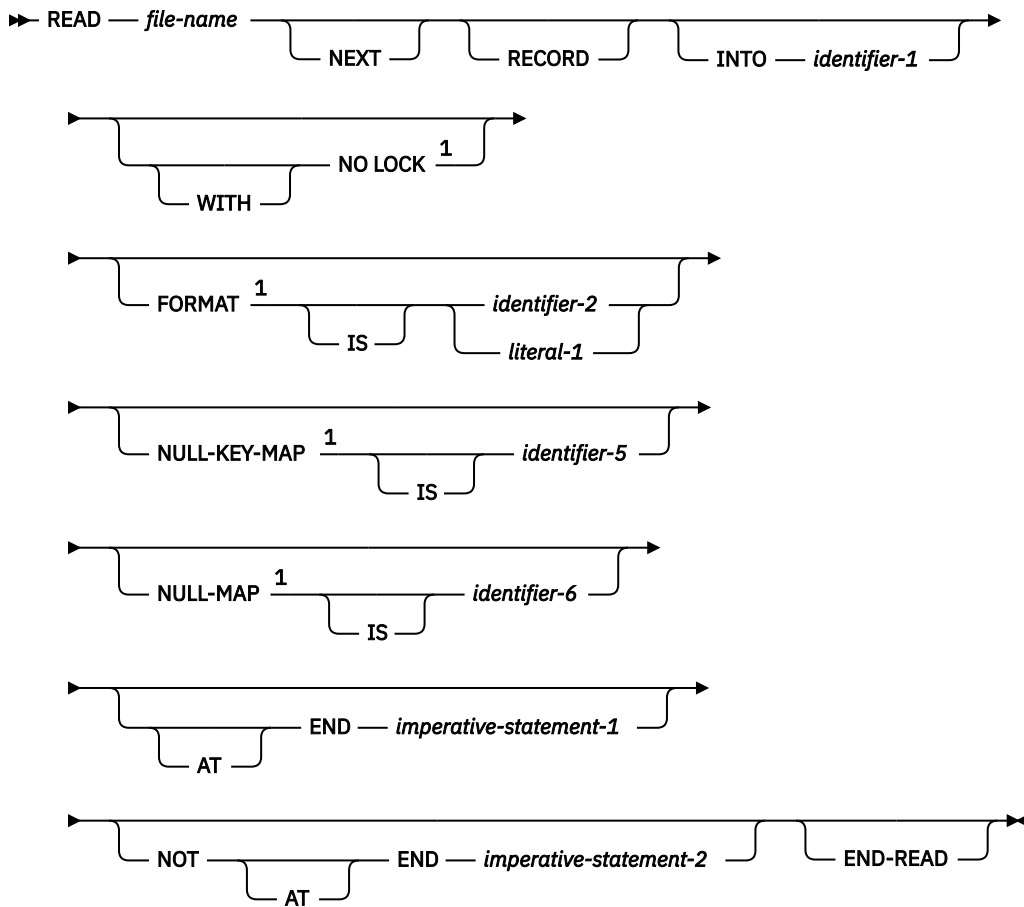 READ file-name
NEXT RECORD INTO identifier-1
NO LOCK 1
WITH
FORMAT 1 identifier-2
IS literal-1
NULL-KEY-MAP 1 identifier-5
IS
NULL-MAP 1 identifier-6
IS
END imperative-statement-1
AT
NOT END imperative-statement-2 END-READ
AT